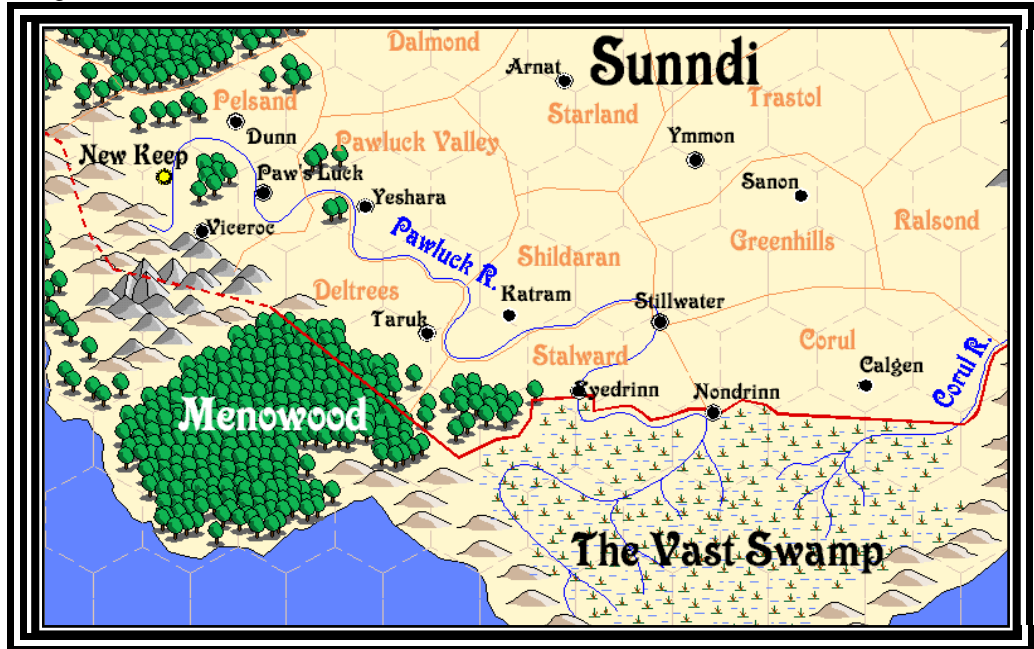 Dalmond
Sunndi
Arnat
Pelsand
Starland
Trastol
Dunn
Pawluck Valley
Ymmon
New Keep
Paw's Luck
Sanon
Yeshara
Viceroc
Ralsond
Greenhills
Pawluck R.
Shildaran
Deltrees
Katram
Stillwater
Taruk
Corul
Stalward
Calgen
Corul R.
Kyedrinn
Nondrinn
Menowood
The Vast Swamp